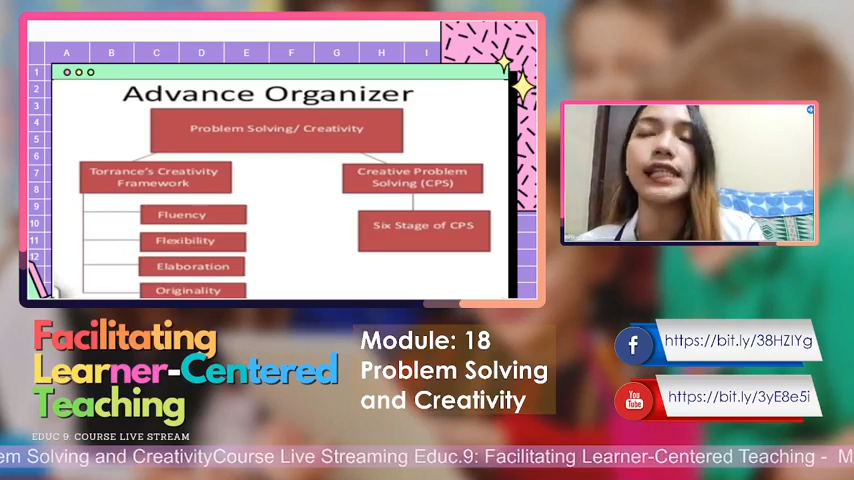 A B C D E F G H I
1
2
3
4
5
6
7
8
9
10
11
12
Advance Organizer
Problem Solving/ Creativity
Torrance's Creativity
Framework
Creative Problem
Solving (CPS)
Fluency
Flexibility
Elaboration
Originality
Six Stage of CPS
Facilitating
Learner-Centered
Teaching
EDUC 9: COURSE LIVE STREAM
Module: 18
Problem Solving
and Creativity
f
https://bit.ly/38HZIYg
You
Tube
https://bit.ly/3yE8e5i
em Solving and CreativityCourse Live Streaming Educ.9: Facilitating Learner-Centered Teaching - M